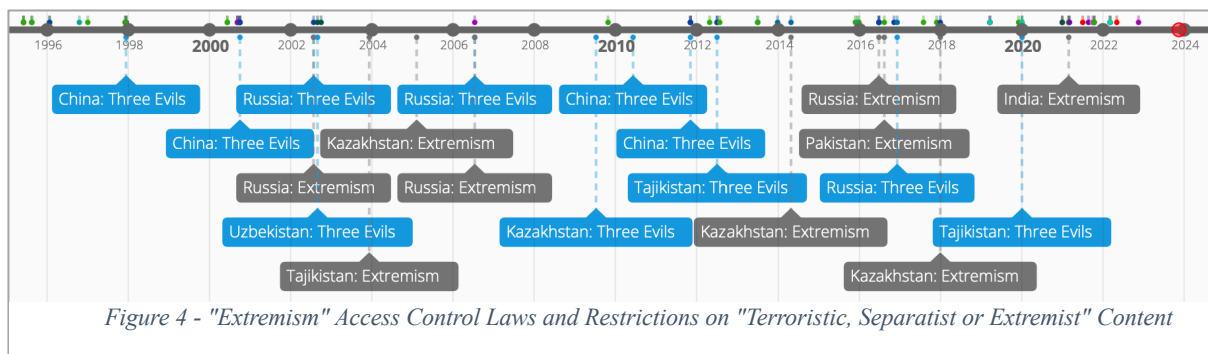 1996 1998 2000 2002 2004 2006 2008 2010 2012 2014 2016 2018 2020 2022 2024
China: Three Evils Russia: Three Evils Russia: Three Evils China: Three Evils Russia: Extremism India: Extremism
China: Three Evils Kazakhstan: Extremism China: Three Evils Pakistan: Extremism
Russia: Extremism Russia: Extremism Tajikistan: Three Evils Russia: Three Evils
Uzbekistan: Three Evils Kazakhstan: Three Evils Kazakhstan: Extremism Tajikistan: Three Evils
Tajikistan: Extremism Kazakhstan: Extremism
Figure 4 - "Extremism" Access Control Laws and Restrictions on "Terroristic, Separatist or Extremist" Content